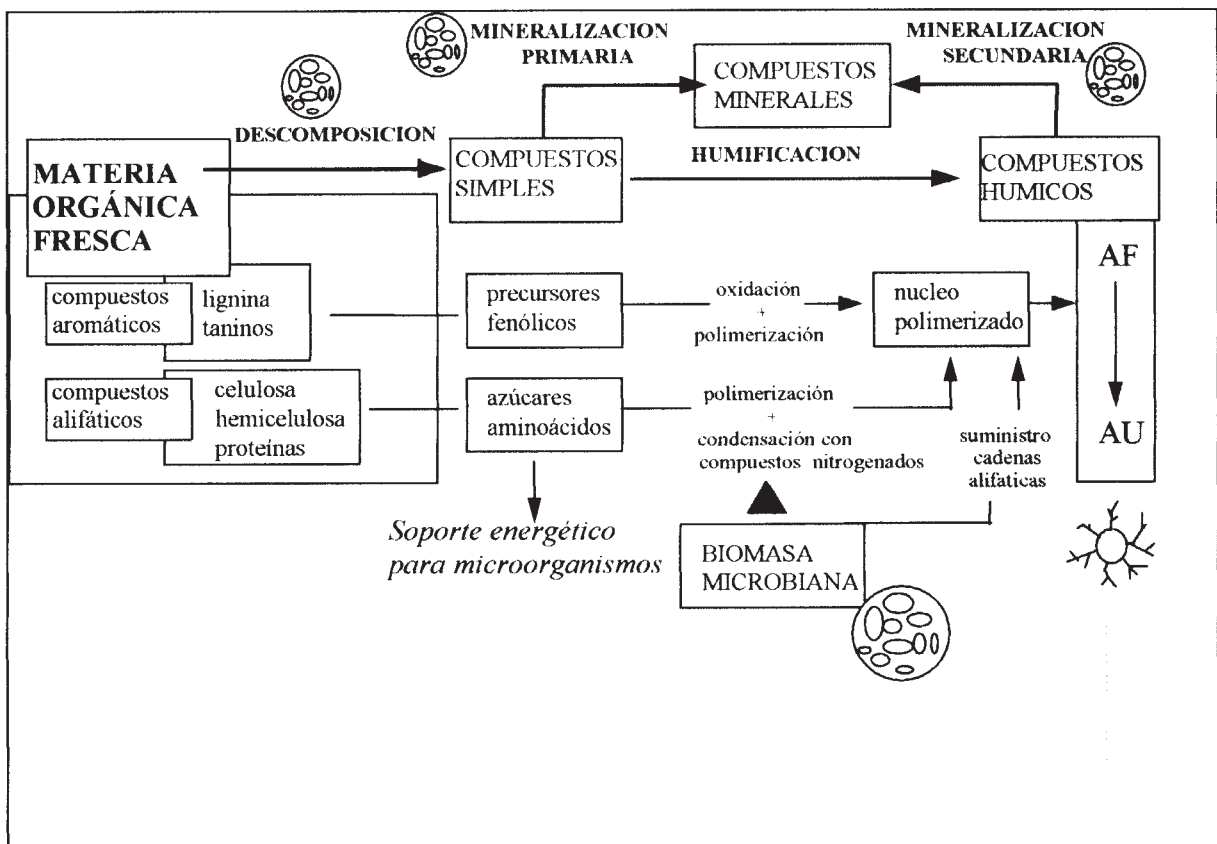 MINERALIZACION
PRIMARIA
MINERALIZACION
SECUNDARIA
COMPUESTOS
MINERALES
DESCOMPOSICION
MATERIA
ORGÁNICA
FRESCA
COMPUESTOS
SIMPLES
HUMIFICACION
COMPUESTOS
HUMICOS
compuestos
aromáticos
lignina
taninos
precursores
fenólicos
oxidación
+
polimerización
nucleo
polimerizado
AF
AU
compuestos
alifáticos
celulosa
hemicelulosa
proteínas
azúcares
aminoácidos
polimerización
+
condensación con
compuestos nitrogenados
suministro
cadenas
alifaticas
Soporte energético
para microorganismos
BIOMASA
MICROBIANA